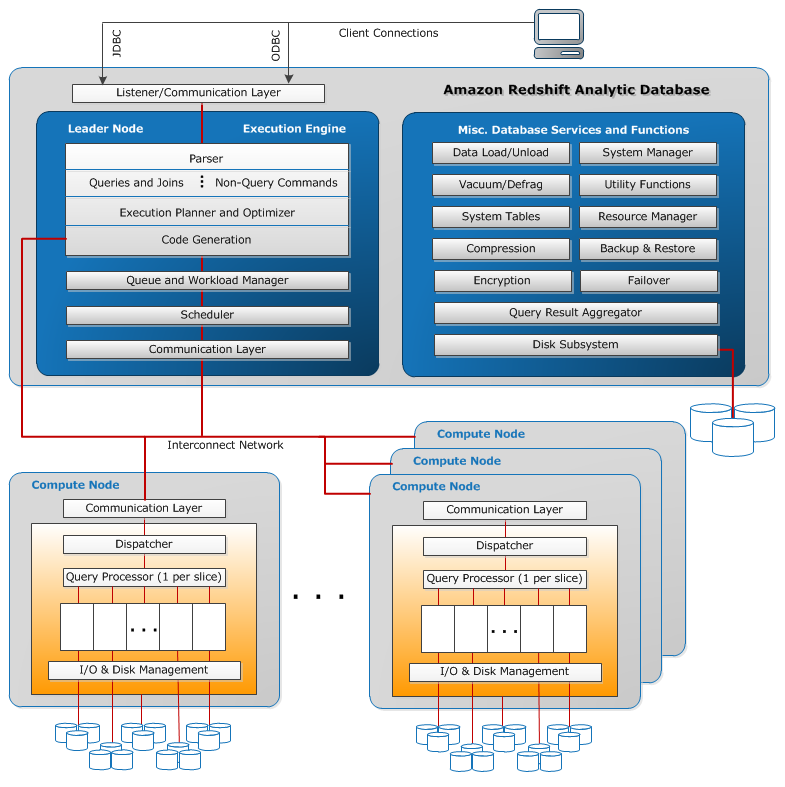 Client Connections
JDBC
ODBC
Listener/Communication Layer
Amazon Redshift Analytic Database
Leader Node
Execution Engine
Parser
Queries and Joins
Non-Query Commands
Execution Planner and Optimizer
Code Generation
Queue and Workload Manager
Scheduler
Communication Layer
Misc. Database Services and Functions
Data Load/Unload
System Manager
Vacuum/Defrag
Utility Functions
System Tables
Resource Manager
Compression
Backup & Restore
Encryption
Failover
Query Result Aggregator
Disk Subsystem
Interconnect Network
Compute Node
Communication Layer
Dispatcher
Query Processor (1 per slice)
...
I/O & Disk Management
. . .
Compute Node
Compute Node
Compute Node
Communication Layer
Dispatcher
Query Processor (1 per slice)
...
I/O & Disk Management